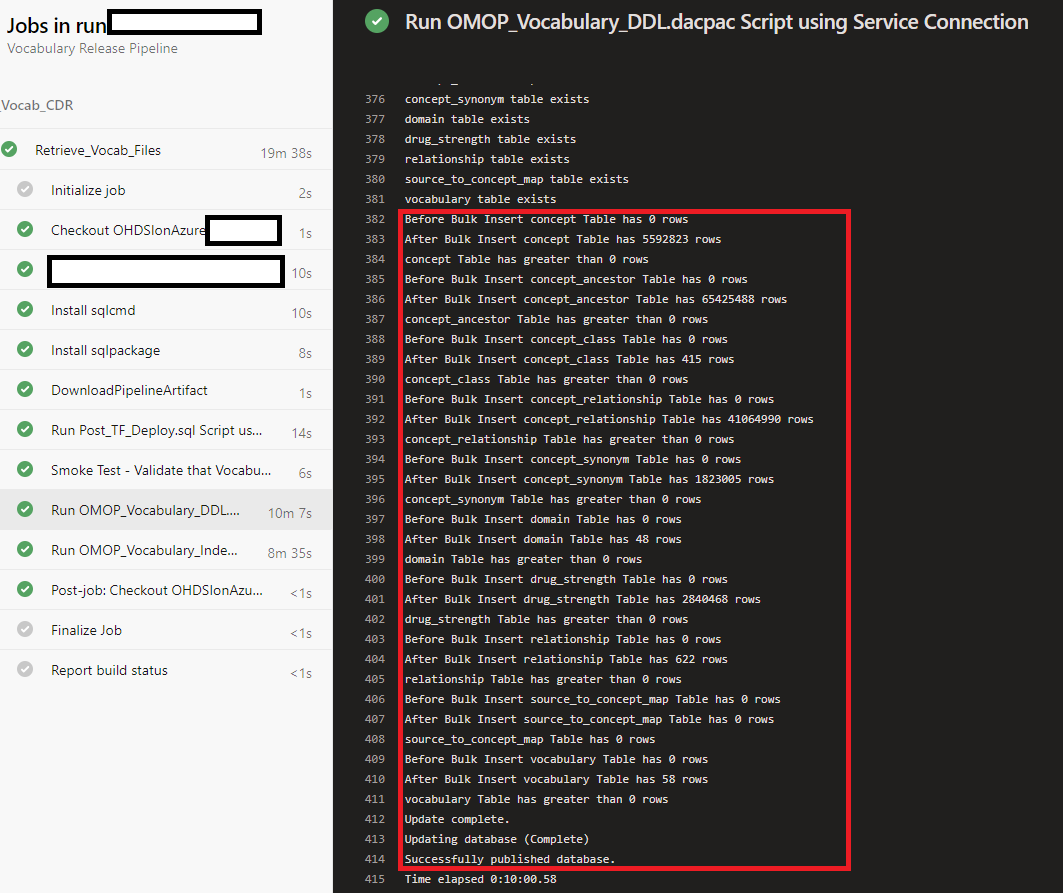 Jobs in run
Vocabulary Release Pipeline
_Vocab_CDR
Retrieve_Vocab_Files 19m 38s
Initialize job 2s
Checkout OHDSIonAzure 1s
10s
Install sqlcmd 10s
Install sqlpackage 8s
DownloadPipelineArtifact 1s
Run Post_TF_Deploy.sql Script us... 14s
Smoke Test - Validate that Vocabu... 6s
Run OMOP_Vocabulary_DDL.... 10m 7s
Run OMOP_Vocabulary_Inde... 8m 35s
Post-job: Checkout OHDSIonAzu... <1s
Finalize Job <1s
Report build status <1s
Run OMOP_Vocabulary_DDL.dacpac Script using Service Connection
376 concept_synonym table exists
377 domain table exists
378 drug_strength table exists
379 relationship table exists
380 source_to_concept_map table exists
381 vocabulary table exists
382 Before Bulk Insert concept Table has 0 rows
383 After Bulk Insert concept Table has 5592823 rows
384 concept Table has greater than 0 rows
385 Before Bulk Insert concept_ancestor Table has 0 rows
386 After Bulk Insert concept_ancestor Table has 65425488 rows
387 concept_ancestor Table has greater than 0 rows
388 Before Bulk Insert concept_class Table has 0 rows
389 After Bulk Insert concept_class Table has 415 rows
390 concept_class Table has greater than 0 rows
391 Before Bulk Insert concept_relationship Table has 0 rows
392 After Bulk Insert concept_relationship Table has 41064990 rows
393 concept_relationship Table has greater than 0 rows
394 Before Bulk Insert concept_synonym Table has 0 rows
395 After Bulk Insert concept_synonym Table has 1823005 rows
396 concept_synonym Table has greater than 0 rows
397 Before Bulk Insert domain Table has 0 rows
398 After Bulk Insert domain Table has 48 rows
399 domain Table has greater than 0 rows
400 Before Bulk Insert drug_strength Table has 0 rows
401 After Bulk Insert drug_strength Table has 2840468 rows
402 drug_strength Table has greater than 0 rows
403 Before Bulk Insert relationship Table has 0 rows
404 After Bulk Insert relationship Table has 622 rows
405 relationship Table has greater than 0 rows
406 Before Bulk Insert source_to_concept_map Table has 0 rows
407 After Bulk Insert source_to_concept_map Table has 0 rows
408 source_to_concept_map Table has 0 rows
409 Before Bulk Insert vocabulary Table has 0 rows
410 After Bulk Insert vocabulary Table has 58 rows
411 vocabulary Table has greater than 0 rows
412 Update complete.
413 Updating database (Complete)
414 Successfully published database.
415 Time elapsed 0:10:00.58